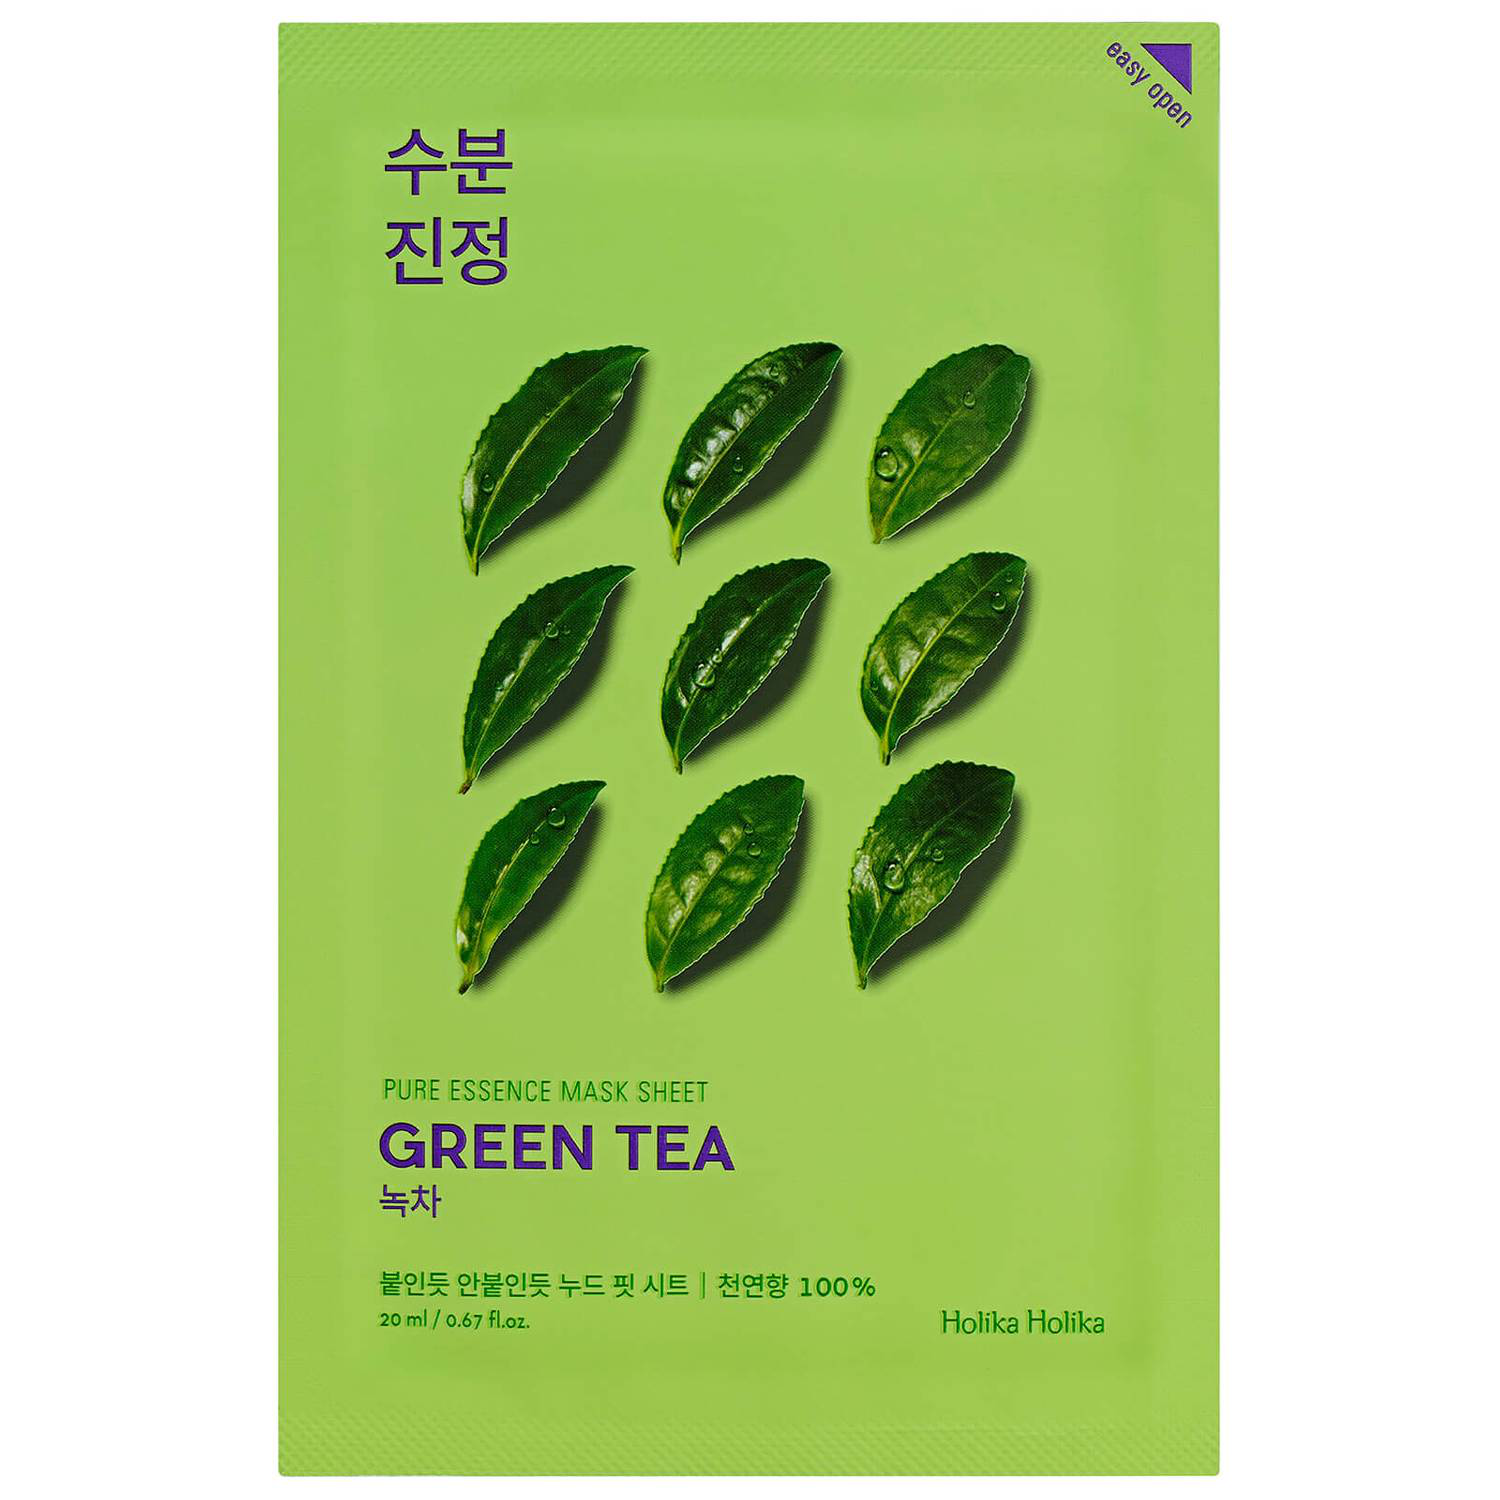 easy open
수분
진정
PURE ESSENCE MASK SHEET
GREEN TEA
녹차
붙인듯 안붙인듯 누드 핏 시트 | 천연향 100%
20 ml / 0.67 fl.oz.
Holika Holika